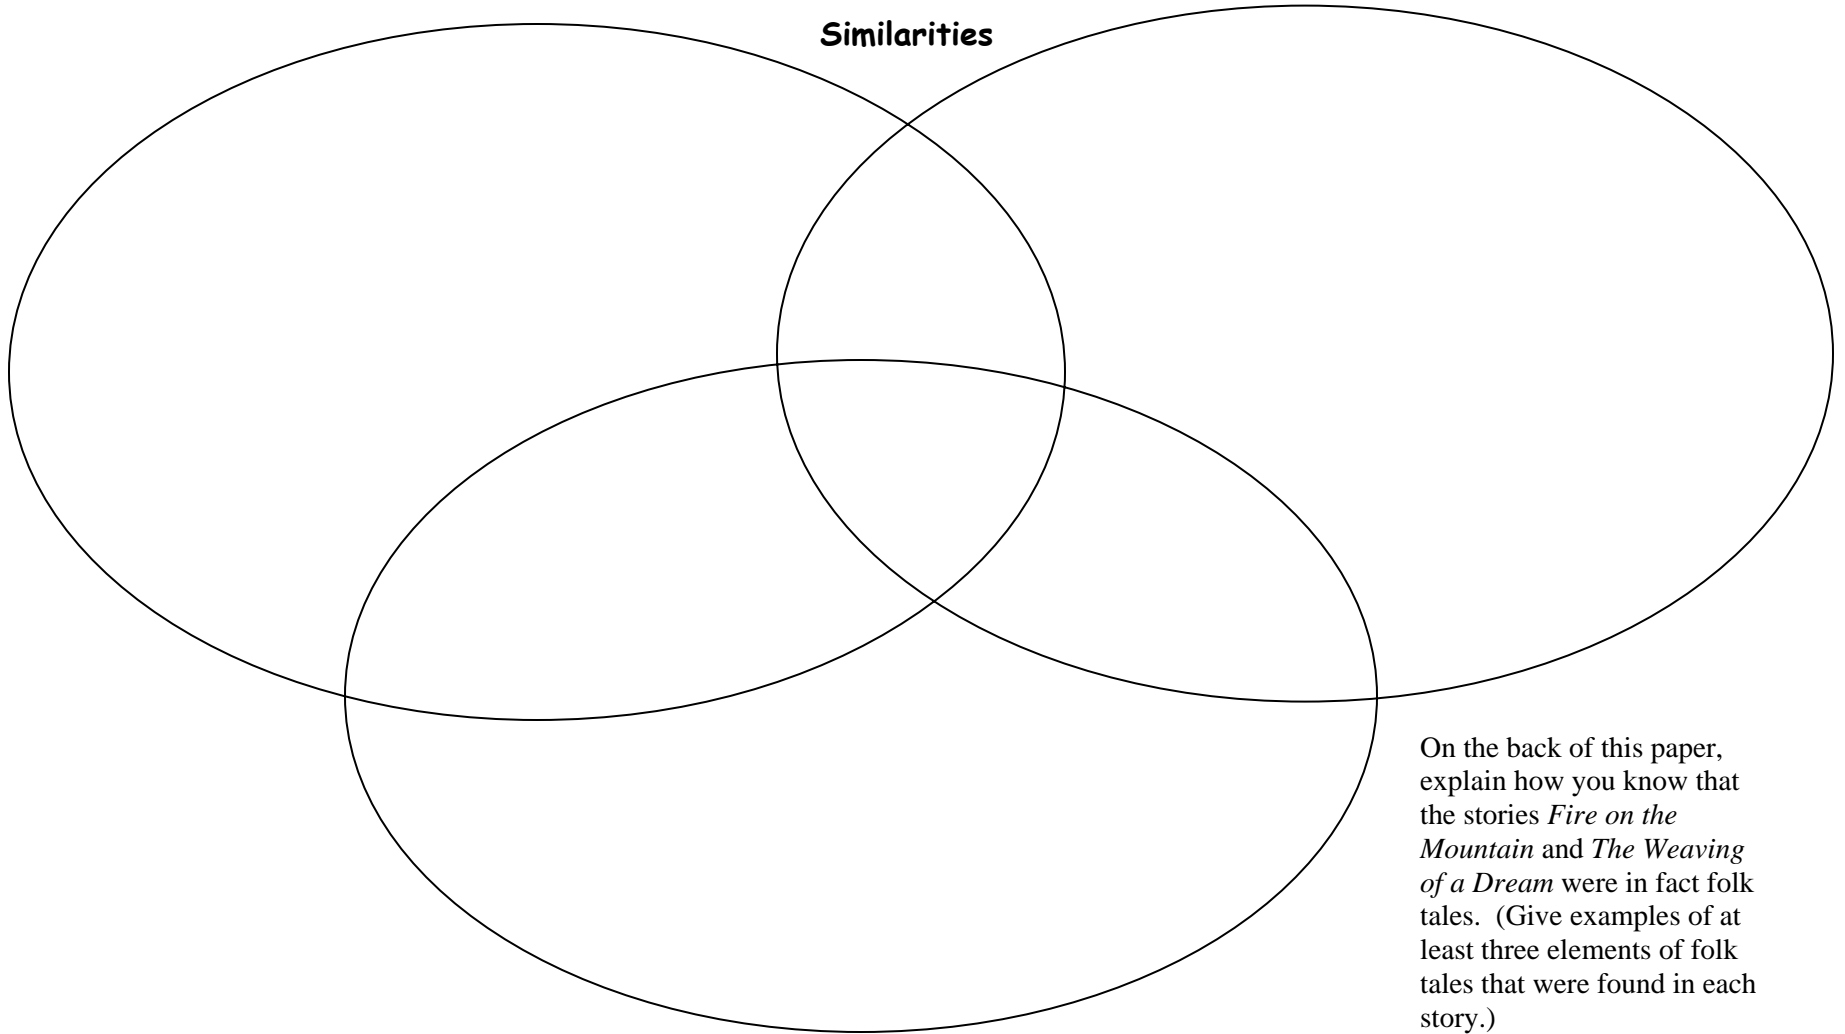 Similarities
On the back of this paper,
explain how you know that
the stories Fire on the
Mountain and The Weaving
of a Dream were in fact folk
tales.  (Give examples of at
least three elements of folk
tales that were found in each
story.)